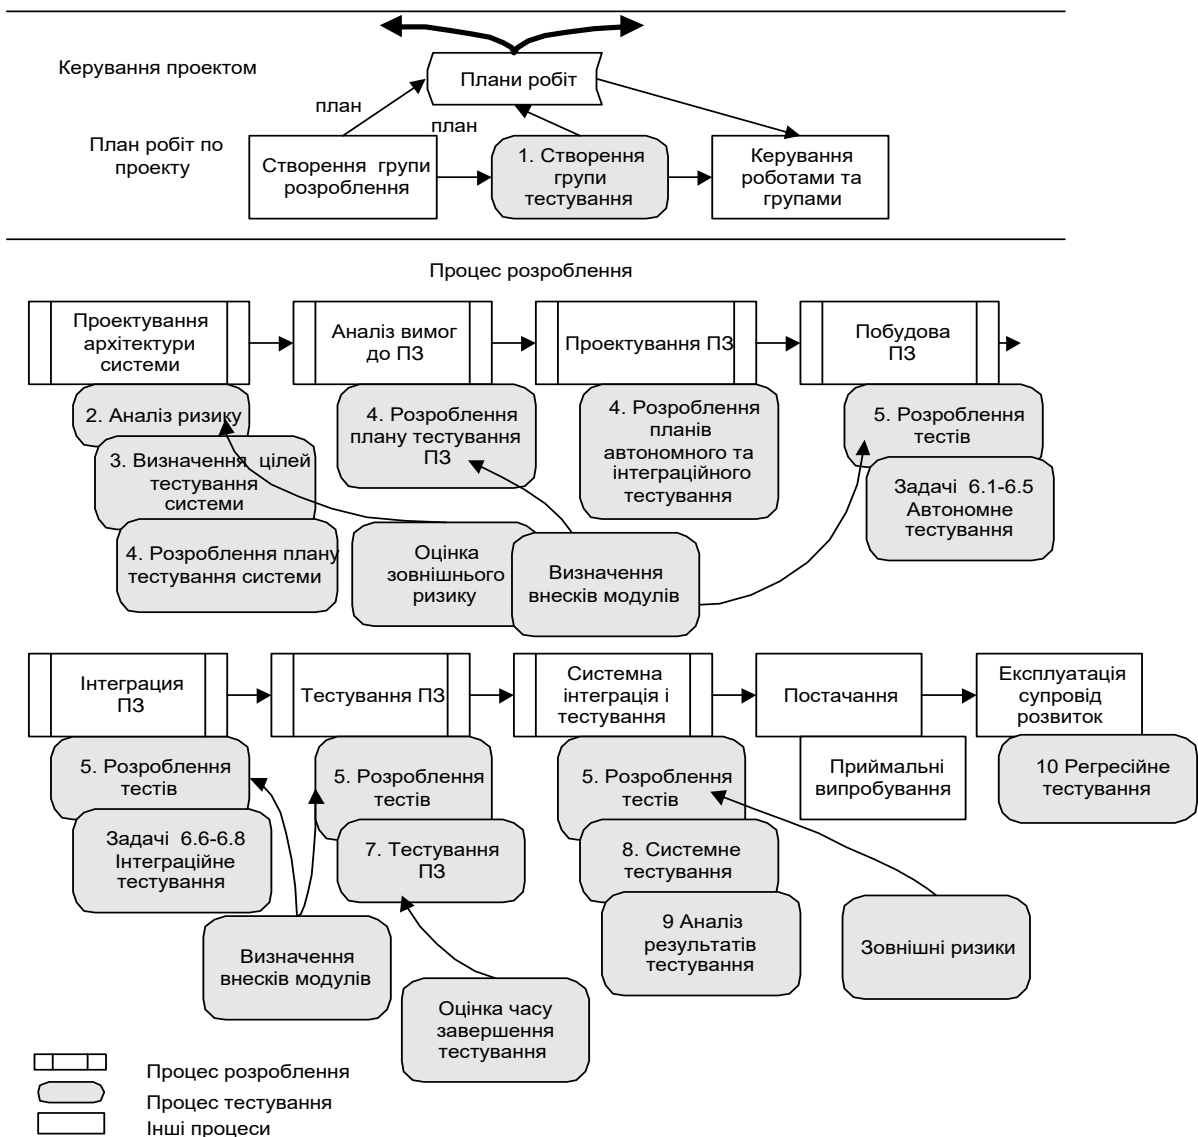 Керування проектом
Плани робіт
план
план
План робіт по
проекту
Створення групи
розроблення
1. Створення
групи
тестування
Керування
роботами та
групами
Процес розроблення
Проектування
архітектури
системи
Аналіз вимог
до ПЗ
Проектування ПЗ
Побудова
ПЗ
2. Аналіз ризику
3. Визначення цілей
тестування
системи
4. Розроблення плану
тестування системи
4. Розроблення
плану тестування
ПЗ
4. Розроблення
планів
автономного та
інтеграційного
тестування
5. Розроблення
тестів
Задачі 6.1-6.5
Автономне
тестування
Оцінка
зовнішнього
ризику
Визначення
внесків модулів
Інтеграция
ПЗ
Тестування ПЗ
Системна
інтеграція і
тестування
Постачання
Експлуатація
супровід
розвиток
5. Розроблення
тестів
Задачі 6.6-6.8
Інтеграційне
тестування
5. Розроблення
тестів
7. Тестування
ПЗ
5. Розроблення
тестів
8. Системне
тестування
9 Аналіз
результатів
тестування
Приймальні
випробування
10 Регресійне
тестування
Визначення
внесків модулів
Оцінка часу
завершення
тестування
Зовнішні ризики
Процес розроблення
Процес тестування
Інші процеси